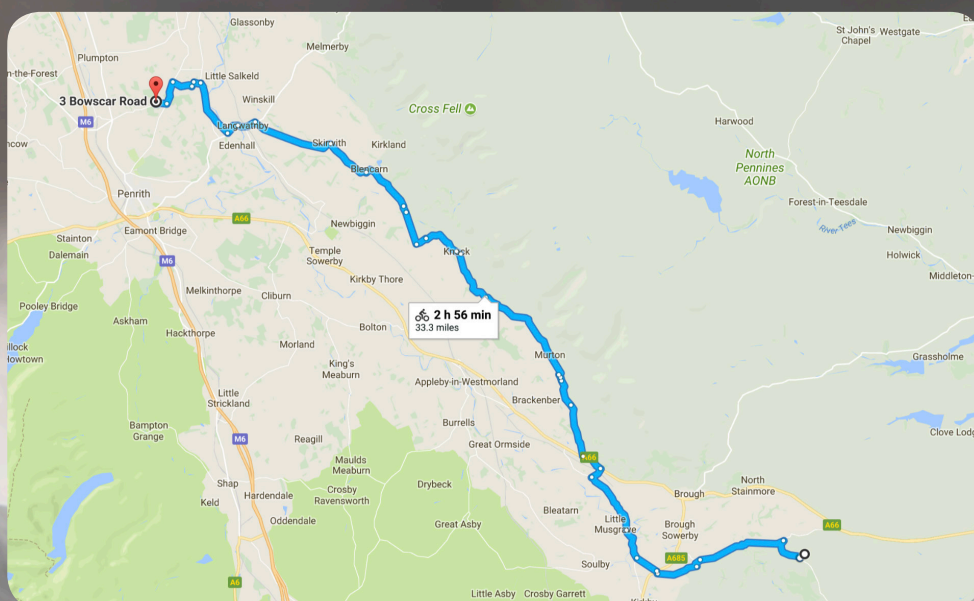 Glassonby
St John's
Chapel
Westgate
Melmerby
Plumpton
n-the-Forest
Little Salkeld
3 Bowscar Road
Winskill
Cross Fell
M6
Langwathby
Harwood
Edenhall
Skirwith
Kirkland
ncow
North
Pennines
AONB
Blencarn
Penrith
Forest-in-Teesdale
A66
Newbiggin
River Tees
Eamont Bridge
Newbiggin
Stainton
Knock
Dalemain
Temple
Sowerby
Holwick
M6
Middleton-
Kirkby Thore
Melkinthorpe
Cliburn
Pooley Bridge
2 h 56 min
33.3 miles
Askham
Bolton
Hackthorpe
Morland
llock
Howtown
Murton
Grassholme
King's
Meaburn
Appleby-in-Westmorland
Little
Strickland
Brackenber
Burrells
Bampton
Grange
Clove Lodg
M6
Reagill
Great Ormside
A66
Maulds
Meaburn
Shap
Drybeck
North
Stainmore
Hardendale
Crosby
Ravensworth
Brough
Keld
Bleatarn
Oddendale
Great Asby
Little
Musgrave
Brough
Sowerby
A66
A685
Soulby
A6
Little Asby
Crosby Garrett
Kirkby